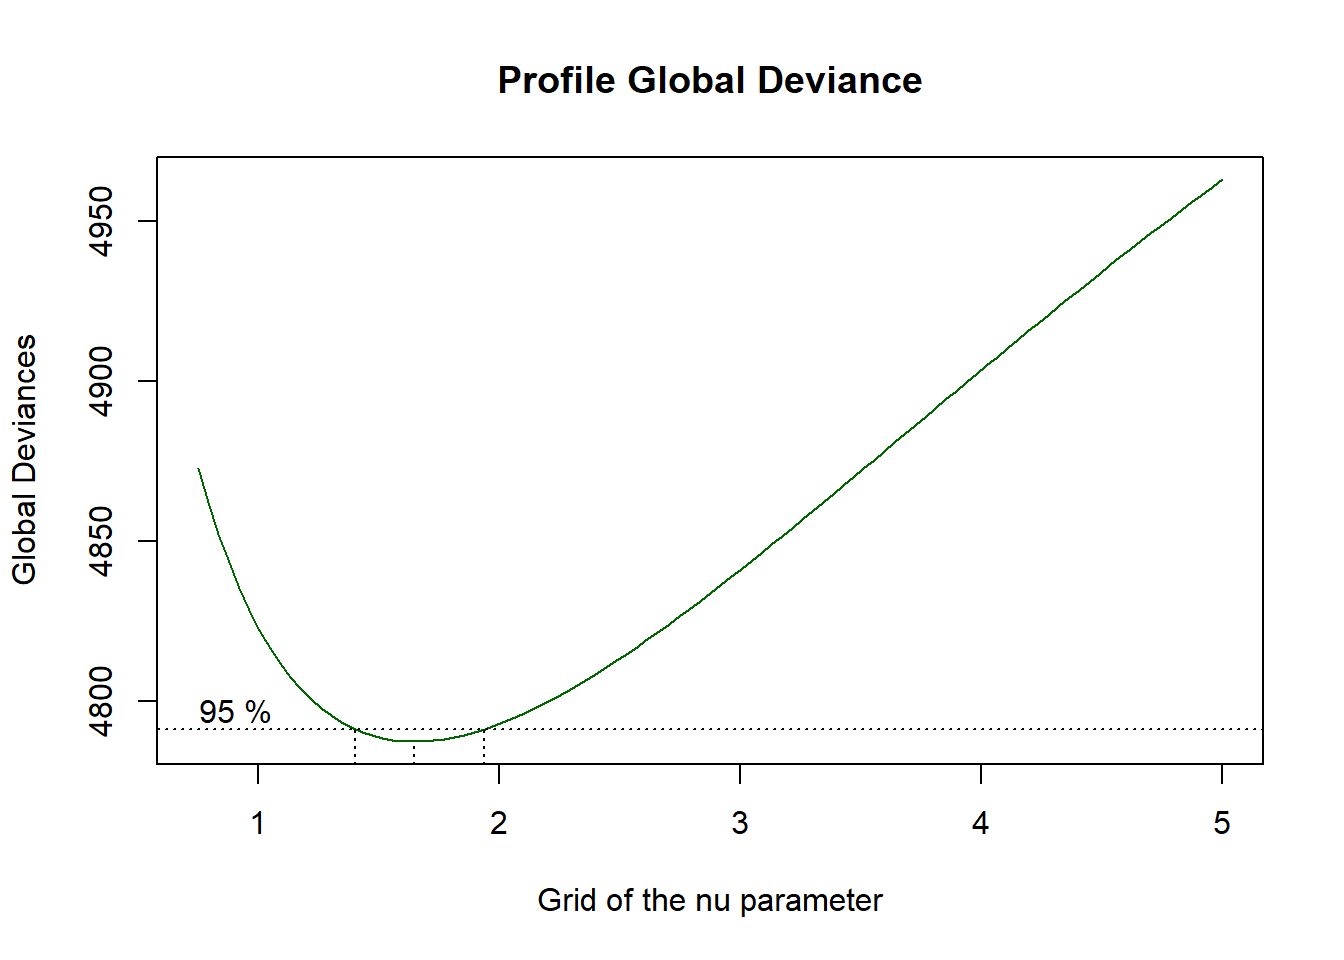 Profile Global Deviance
Global Deviances
4950
4900
4850
4800
95 %
1 2 3 4 5
Grid of the nu parameter